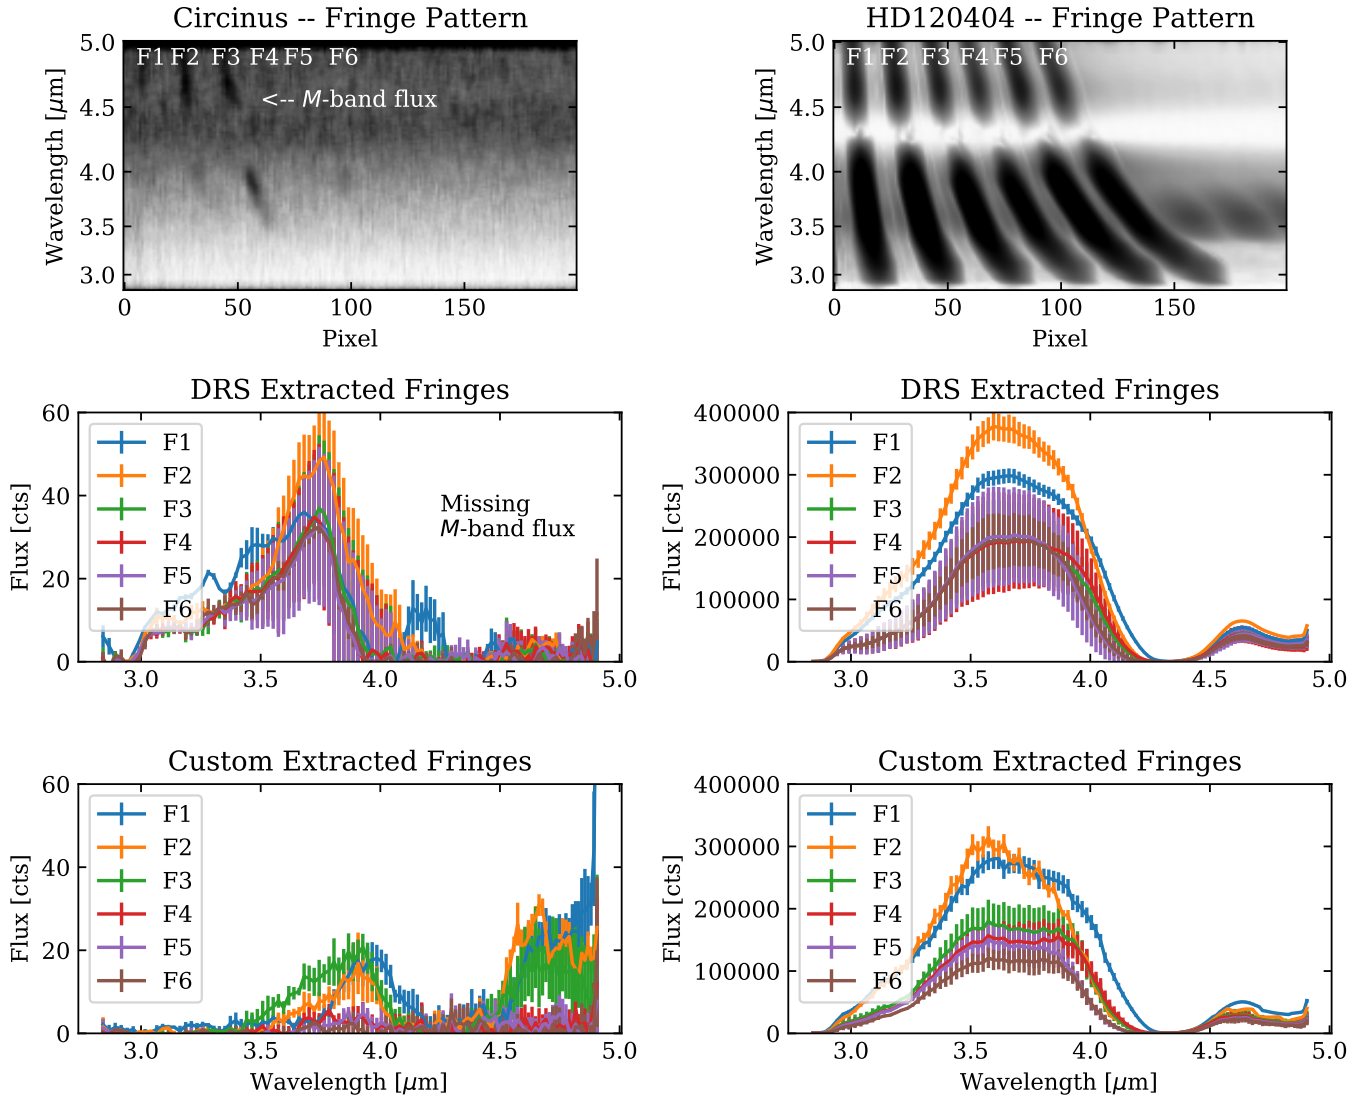 Circinus -- Fringe Pattern
HD120404 -- Fringe Pattern
5.0
4.5
4.0
3.5
3.0
Wavelength [μm]
F1 F2 F3 F4 F5 F6
<-- M-band flux
0 50 100 150
Pixel
5.0
4.5
4.0
3.5
3.0
Wavelength [μm]
F1 F2 F3 F4 F5 F6
0 50 100 150
Pixel
DRS Extracted Fringes
60
40
20
0
Flux [cts]
F1
F2
F3
F4
F5
F6
Missing
M-band flux
3.0 3.5 4.0 4.5 5.0
DRS Extracted Fringes
400000
300000
200000
100000
0
Flux [cts]
F1
F2
F3
F4
F5
F6
3.0 3.5 4.0 4.5 5.0
Custom Extracted Fringes
60
40
20
0
Flux [cts]
F1
F2
F3
F4
F5
F6
3.0 3.5 4.0 4.5 5.0
Wavelength [μm]
Custom Extracted Fringes
400000
300000
200000
100000
0
Flux [cts]
F1
F2
F3
F4
F5
F6
3.0 3.5 4.0 4.5 5.0
Wavelength [μm]